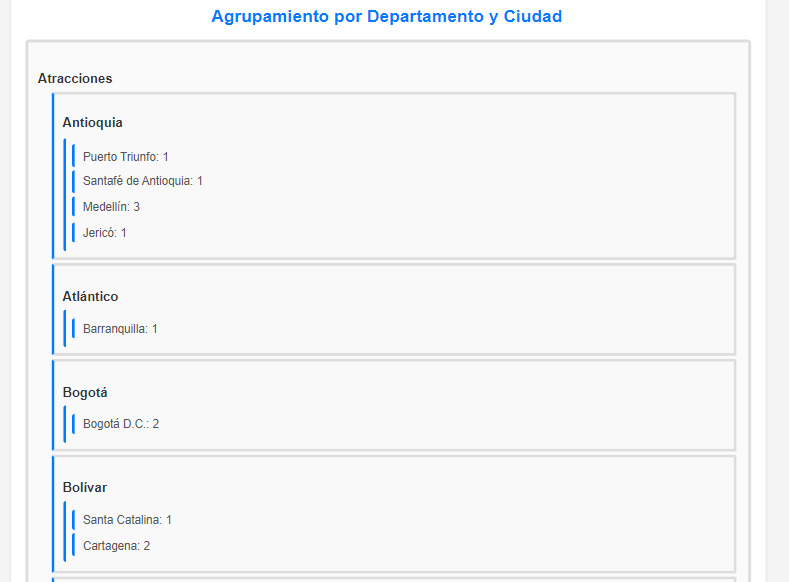 Agrupamiento por Departamento y Ciudad
Atracciones
Antioquia
Puerto Triunfo: 1
Santafé de Antioquia: 1
Medellín: 3
Jericó: 1
Atlántico
Barranquilla: 1
Bogotá
Bogotá D.C.: 2
Bolívar
Santa Catalina: 1
Cartagena: 2